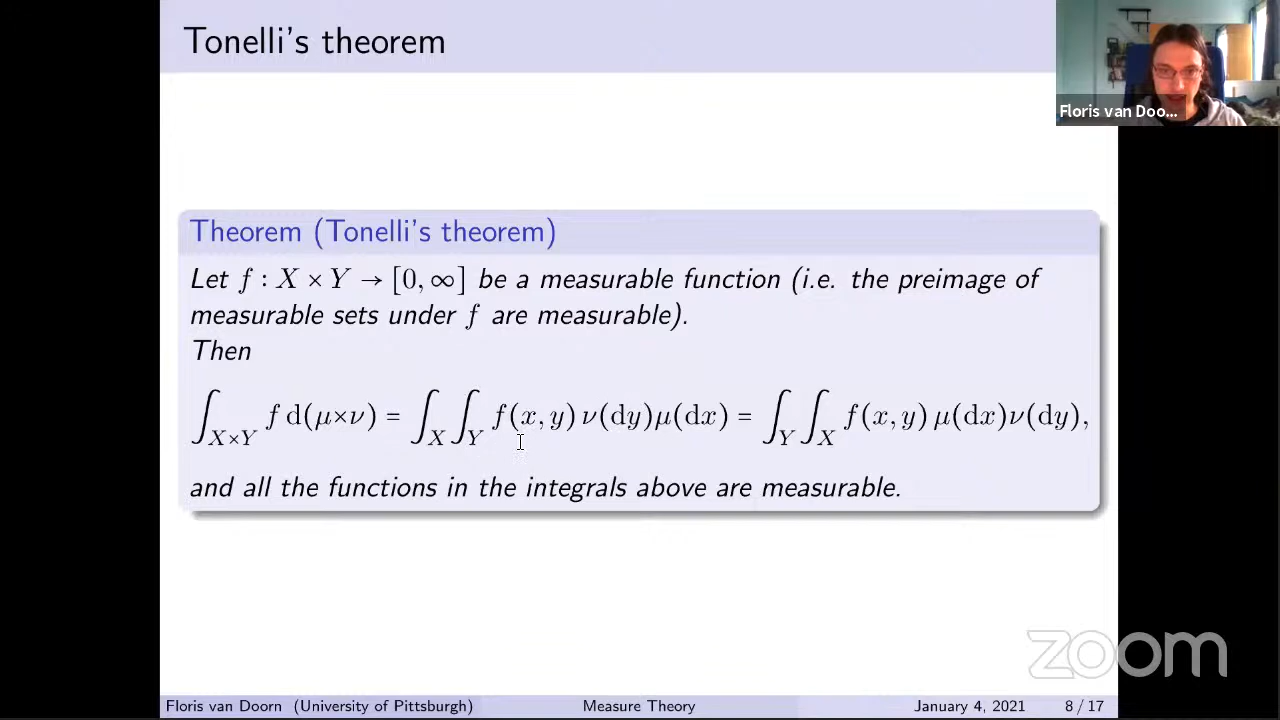 Tonelli's theorem
Floris van Doo...
Theorem (Tonelli's theorem)
Let f : X × Y → [0, ∞] be a measurable function (i.e. the preimage of
measurable sets under f are measurable).
Then
∫_{X×Y} f d(μ×ν) = ∫_X ∫_Y f(x, y) ν(dy)μ(dx) = ∫_Y ∫_X f(x, y) μ(dx)ν(dy),
and all the functions in the integrals above are measurable.
zoom
Floris van Doorn (University of Pittsburgh) Measure Theory January 4, 2021 8 / 17